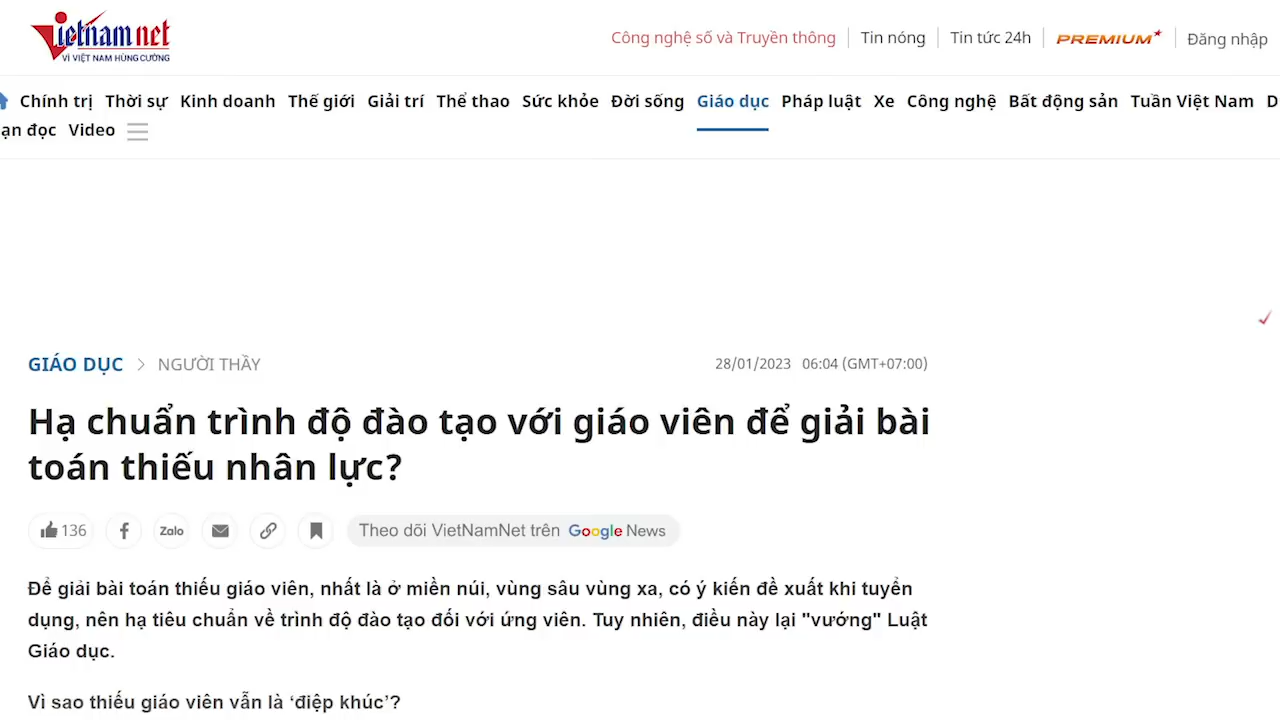 Vietnamnet
VÌ VIỆT NAM HÙNG CƯỜNG
Công nghệ số và Truyền thông Tin nóng Tin tức 24h PREMIUM Đăng nhập
Chính trị Thời sự Kinh doanh Thế giới Giải trí Thể thao Sức khỏe Đời sống Giáo dục Pháp luật Xe Công nghệ Bất động sản Tuần Việt Nam D
ạn đọc Video
GIÁO DỤC > NGƯỜI THẦY 28/01/2023 06:04 (GMT+07:00)
Hạ chuẩn trình độ đào tạo với giáo viên để giải bài
toán thiếu nhân lực?
136 Zalo Theo dõi VietNamNet trên Google News
Để giải bài toán thiếu giáo viên, nhất là ở miền núi, vùng sâu vùng xa, có ý kiến đề xuất khi tuyển
dụng, nên hạ tiêu chuẩn về trình độ đào tạo đối với ứng viên. Tuy nhiên, điều này lại "vướng" Luật
Giáo dục.
Vì sao thiếu giáo viên vẫn là ‘điệp khúc’?